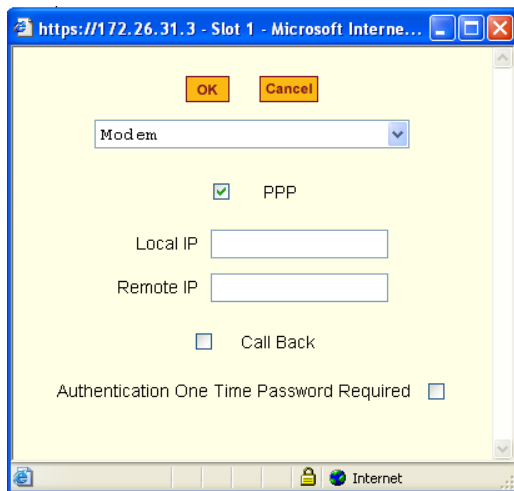 https://172.26.31.3 - Slot 1 - Microsoft Interne...
OK Cancel
Modem
PPP
Local IP
Remote IP
Call Back
Authentication One Time Password Required
Internet